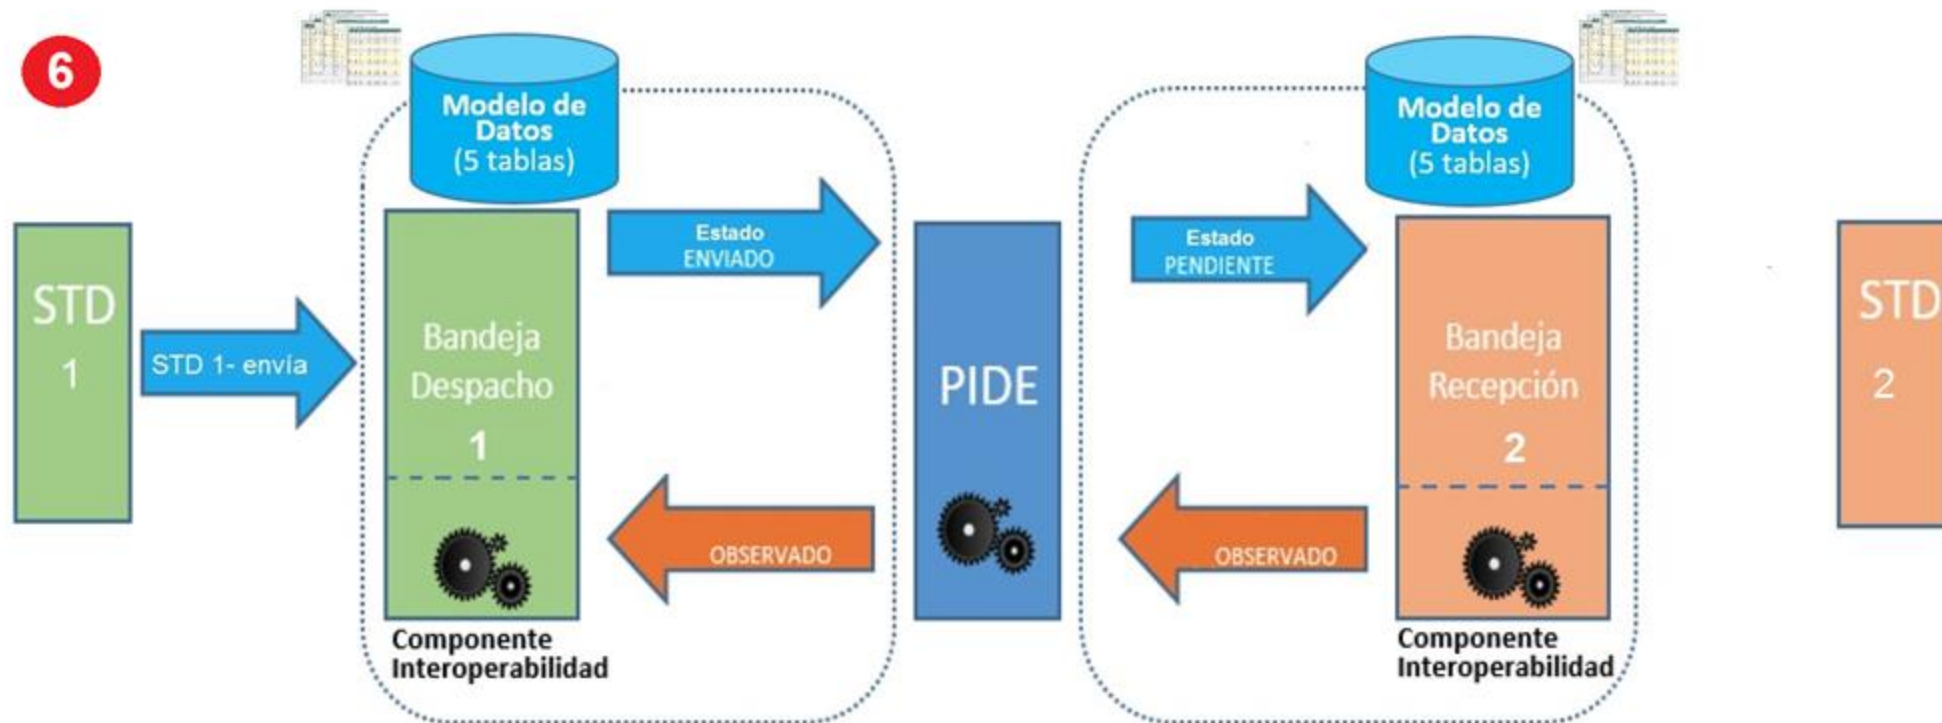 6
Modelo de
Datos
(5 tablas)
Modelo de
Datos
(5 tablas)
STD
1
STD 1- envía
Bandeja
Despacho
1
Estado
ENVIADO
PIDE
Estado
PENDIENTE
Bandeja
Recepción
2
STD
2
OBSERVADO
OBSERVADO
Componente
Interoperabilidad
Componente
Interoperabilidad